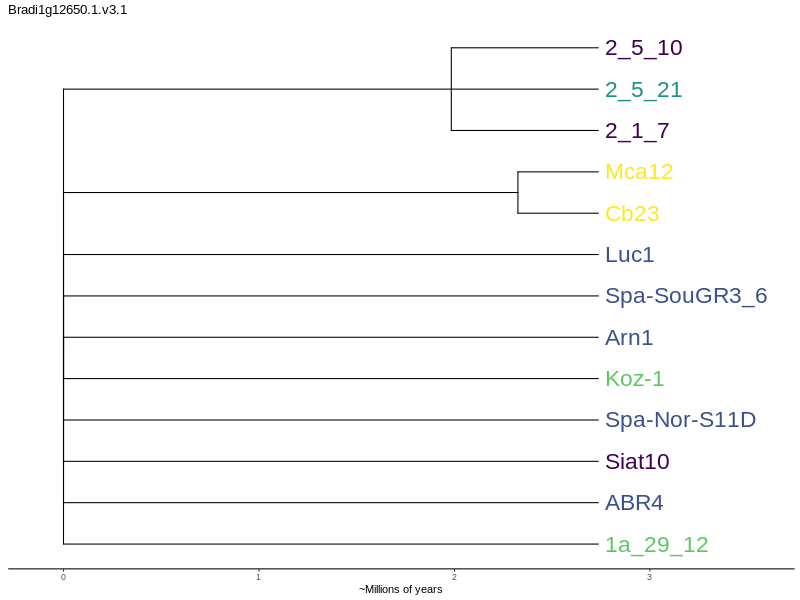 Bradi1g12650.1.v3.1
2_5_10
2_5_21
2_1_7
Mca12
Cb23
Luc1
Spa-SouGR3_6
Arn1
Koz-1
Spa-Nor-S11D
Siat10
ABR4
1a_29_12
0 1 2 3
~Millions of years